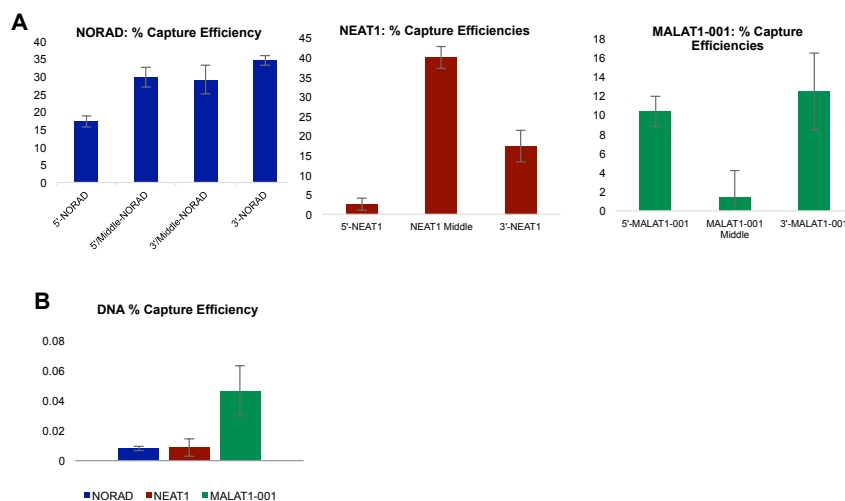 A
NORAD: % Capture Efficiency
40
35
30
25
20
15
10
5
0
5'-NORAD
5'/Middle-NORAD
3'/Middle-NORAD
3'-NORAD
NEAT1: % Capture Efficiencies
45
40
35
30
25
20
15
10
5
0
5'-NEAT1
NEAT1 Middle
3'-NEAT1
MALAT1-001: % Capture
Efficiencies
18
16
14
12
10
8
6
4
2
0
5'-MALAT1-001
MALAT1-001
Middle
3'-MALAT1-001
B
DNA % Capture Efficiency
0.08
0.06
0.04
0.02
0
NORAD
NEAT1
MALAT1-001